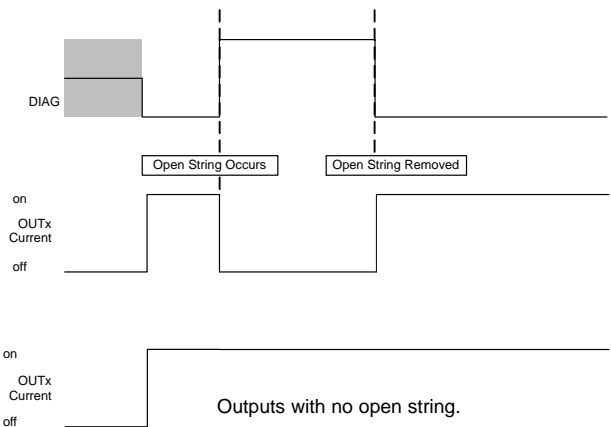 DIAG
Open String Occurs
Open String Removed
on
OUTx
Current
off
on
OUTx
Current
off
Outputs with no open string.